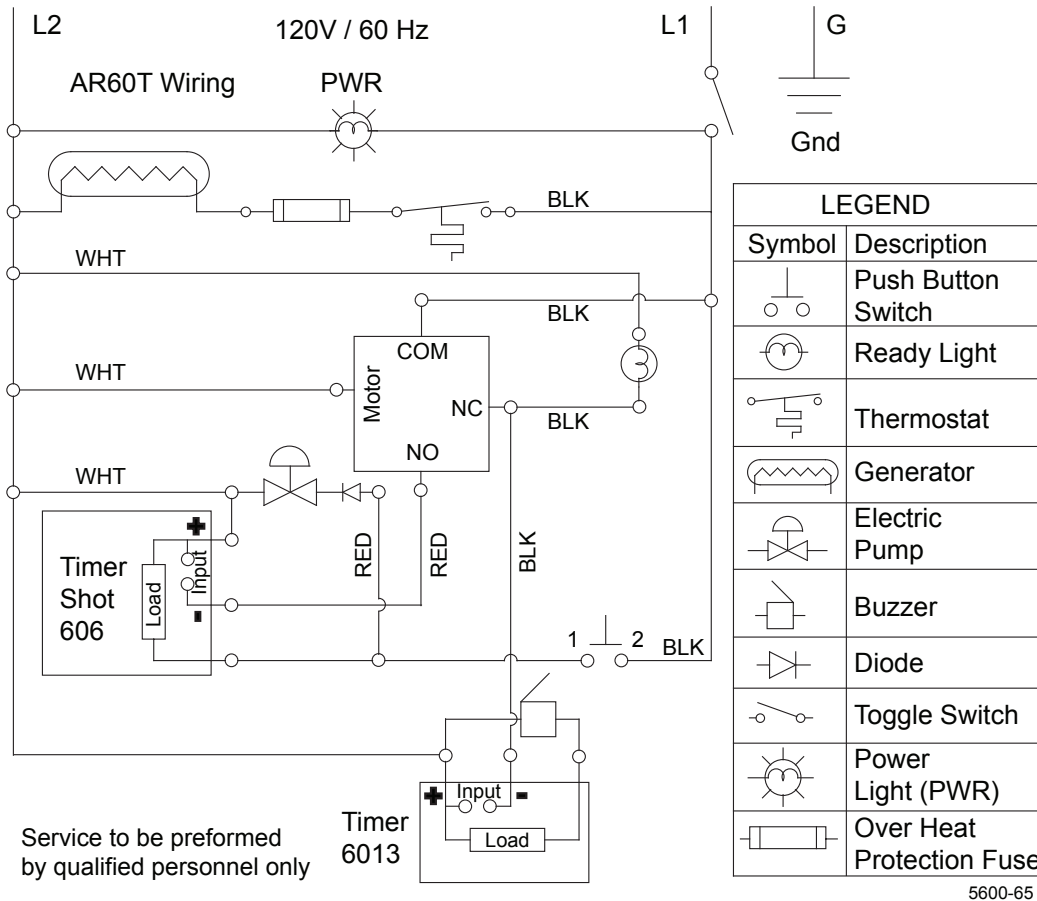 L2
120V / 60 Hz
L1
G
AR60T Wiring
PWR
Gnd
BLK
WHT
BLK
COM
WHT
Motor
NC
BLK
NO
WHT
RED
RED
BLK
Timer
Shot
606
Load
Input
+
-
1
2
BLK
Input
+
-
Load
Timer
6013
Service to be preformed
by qualified personnel only
LEGEND
Symbol Description
Push Button
Switch
Ready Light
Thermostat
Generator
Electric
Pump
Buzzer
Diode
Toggle Switch
Power
Light (PWR)
Over Heat
Protection Fuse
5600-65